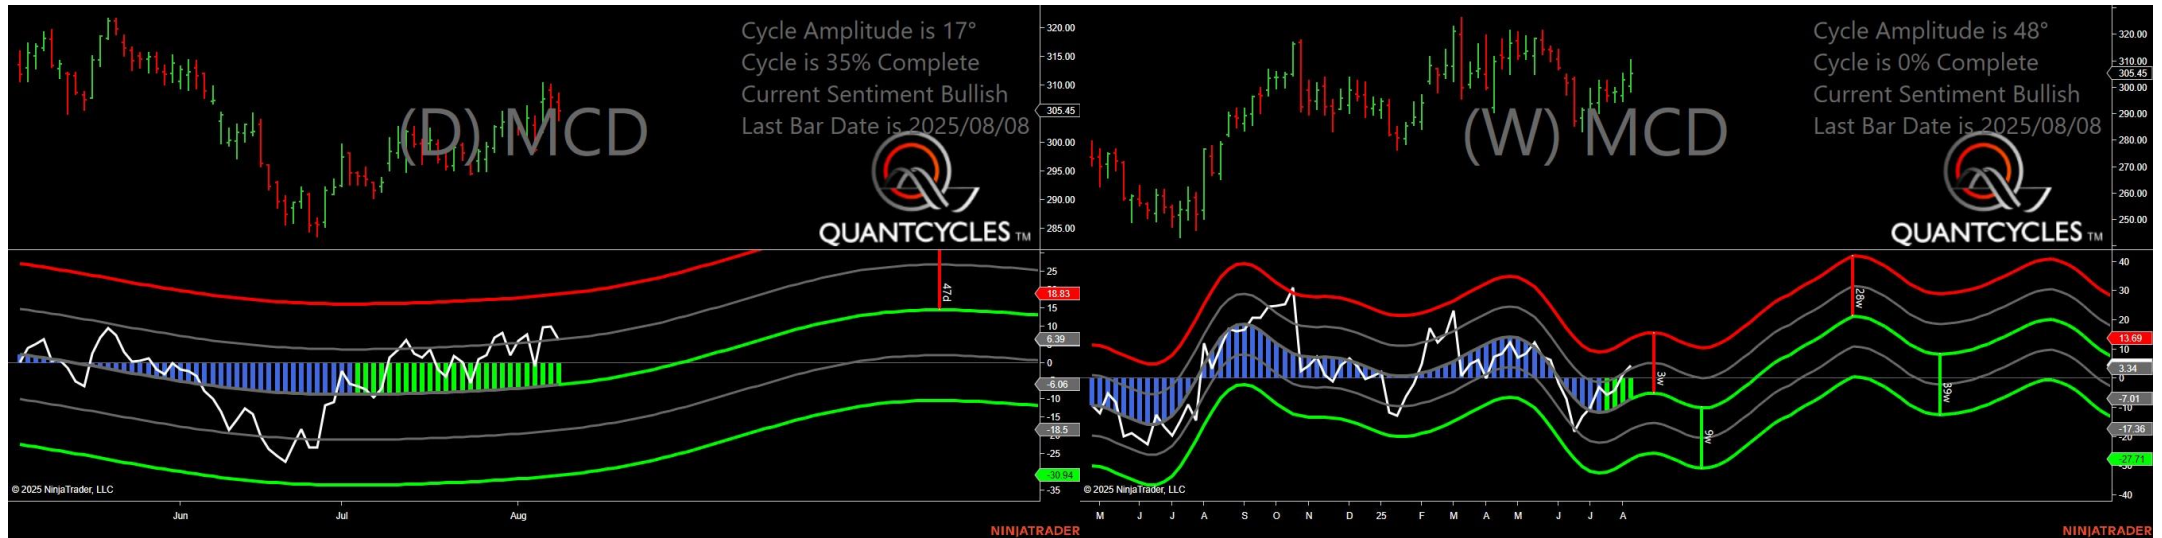 Cycle Amplitude is 17°
Cycle is 35% Complete
Current Sentiment Bullish
Last Bar Date is 2025/08/08
(D) MCD
QUANTCYCLES TM
320.00
315.00
310.00
305.45
300.00
295.00
290.00
285.00
47d
25
18.83
15
10
6.39
0
-6.06
-10
-18.5
-25
-30.94
-35
© 2025 NinjaTrader, LLC
Jun
Jul
Aug
NINJATRADER
Cycle Amplitude is 48°
Cycle is 0% Complete
Current Sentiment Bullish
Last Bar Date is 2025/08/08
(W) MCD
QUANTCYCLES TM
320.00
310.00
305.45
300.00
290.00
280.00
270.00
260.00
250.00
3w
9w
28w
39w
40
30
20
13.69
10
3.34
0
-7.01
-10
-17.36
-20
-27.71
-40
© 2025 NinjaTrader, LLC
M J J A S O N D 25 F M A M J J A
NINJATRADER